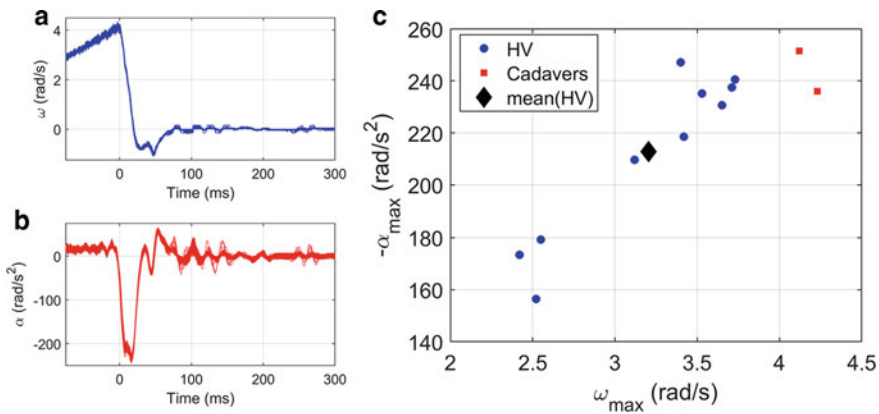 a
4
2
0
ω (rad/s)
0 100 200 300
Time (ms)
b
0
-100
-200
α (rad/s²)
0 100 200 300
Time (ms)
c
HV
Cadavers
mean(HV)
260
240
220
200
180
160
140
-α_max (rad/s²)
2 2.5 3 3.5 4 4.5
ω_max (rad/s)